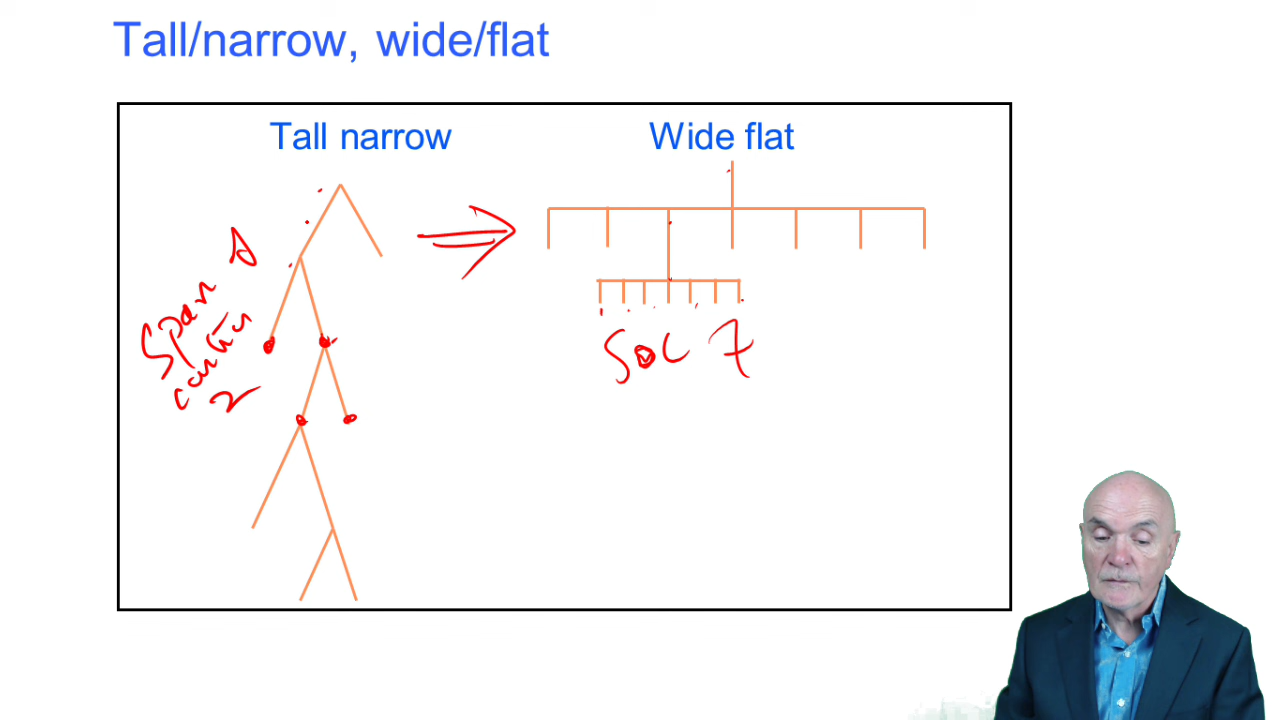 Tall/narrow, wide/flat
Tall narrow
Wide flat
Span of
control
2
SOC 7